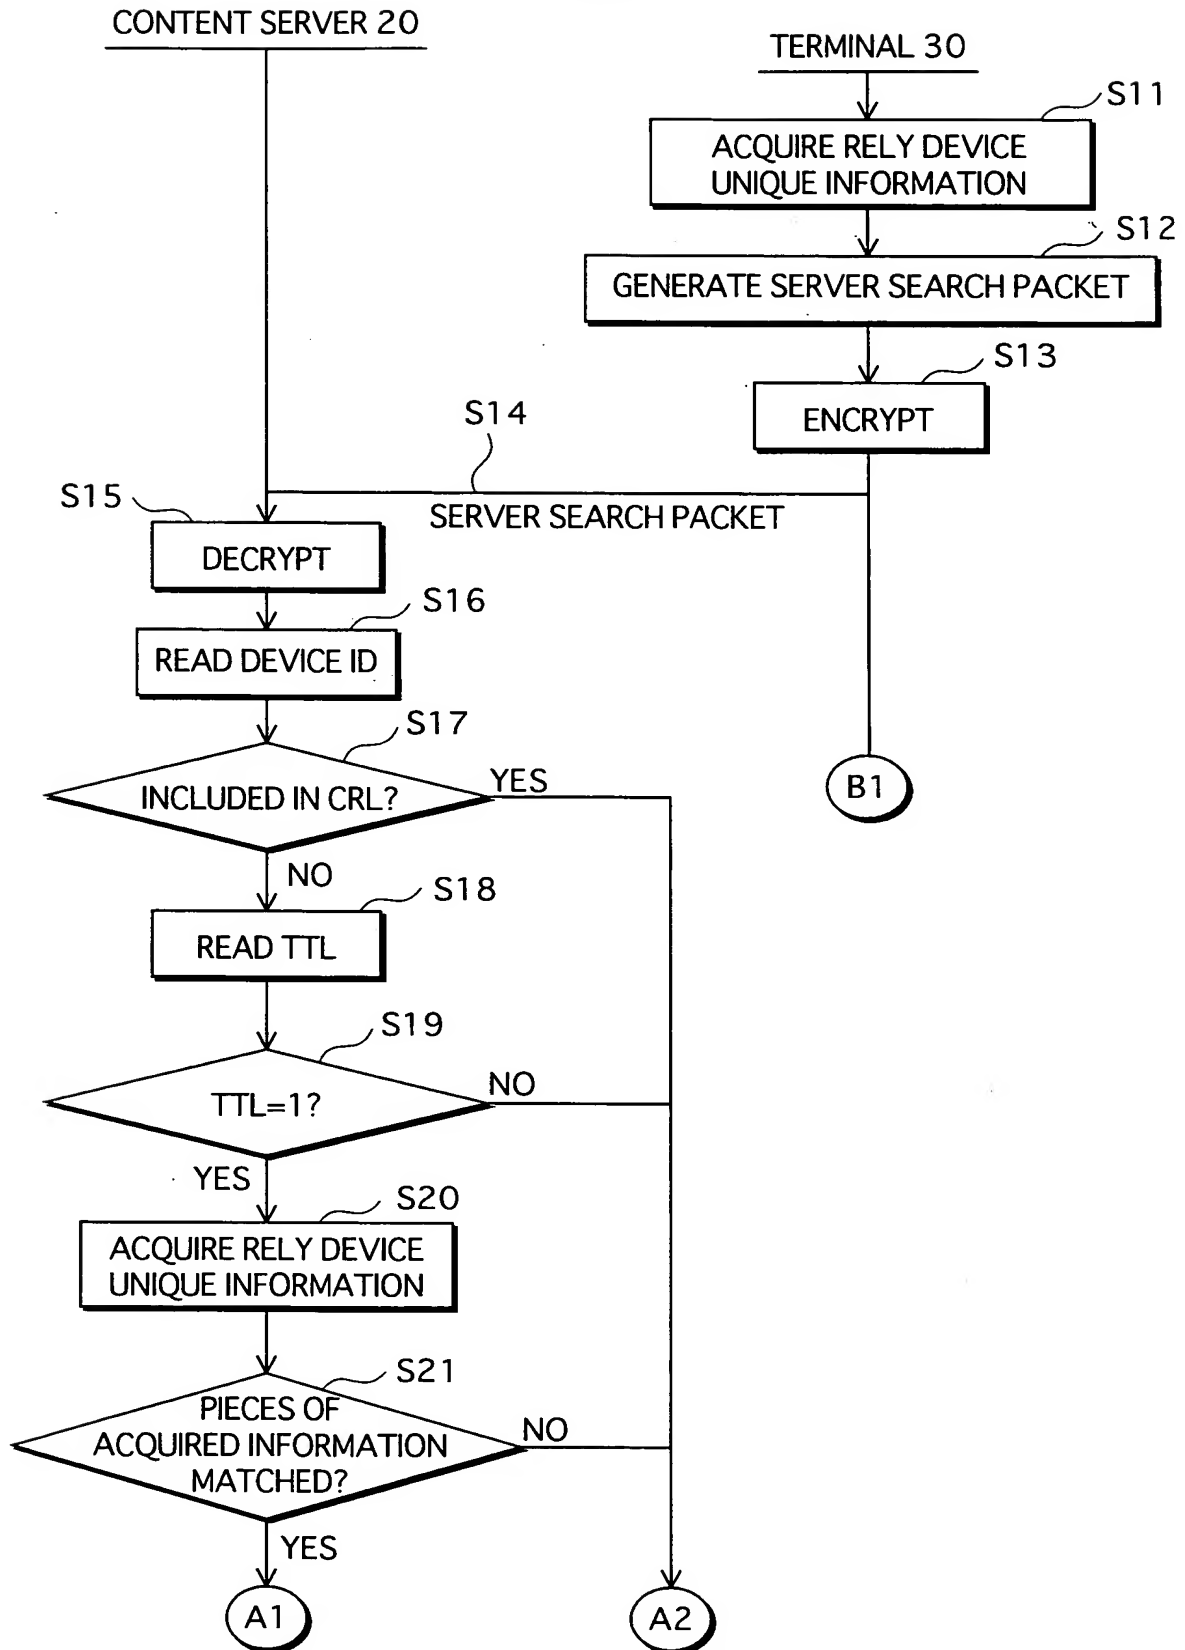 CONTENT SERVER 20
TERMINAL 30
S11
ACQUIRE RELY DEVICE
UNIQUE INFORMATION
S12
GENERATE SERVER SEARCH PACKET
S13
ENCRYPT
S14
SERVER SEARCH PACKET
S15
DECRYPT
S16
READ DEVICE ID
S17
INCLUDED IN CRL?
YES
B1
NO
S18
READ TTL
S19
TTL=1?
NO
YES
S20
ACQUIRE RELY DEVICE
UNIQUE INFORMATION
S21
PIECES OF
ACQUIRED INFORMATION
MATCHED?
NO
YES
A1
A2